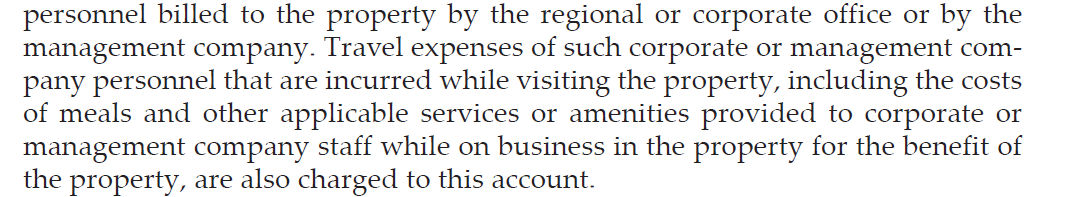 personnel billed to the property by the regional or corporate office or by the
management company. Travel expenses of such corporate or management com-
pany personnel that are incurred while visiting the property, including the costs
of meals and other applicable services or amenities provided to corporate or
management company staff while on business in the property for the benefit of
the property, are also charged to this account.